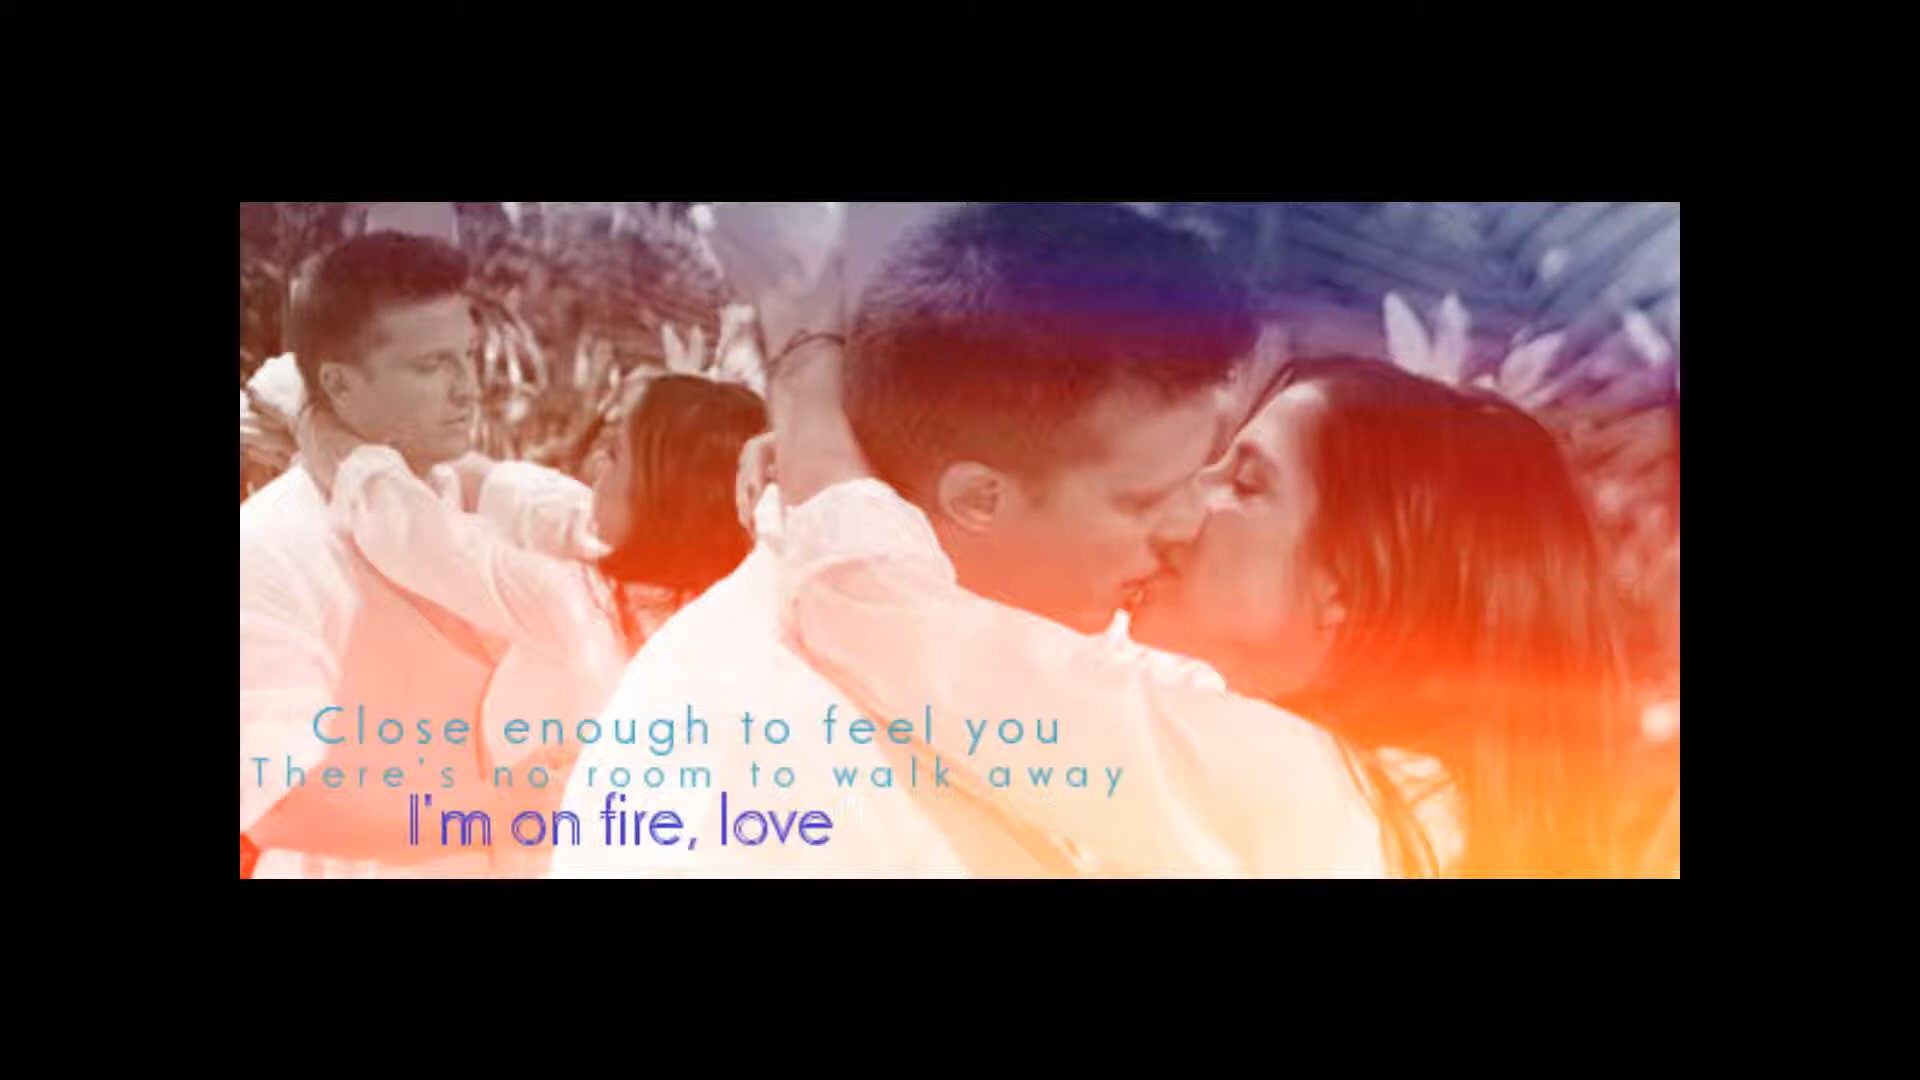 Close enough to feel you
There's no room to walk away
I'm on fire, love